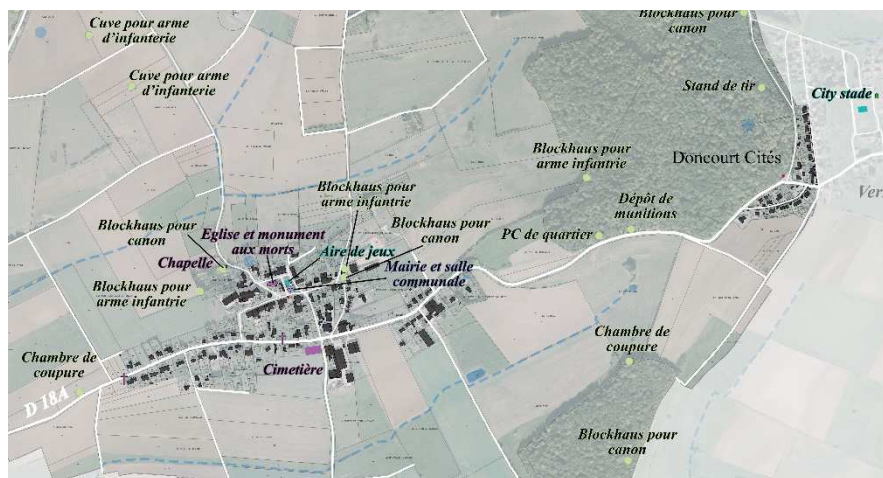 Cuve pour arme
d'infanterie
Blockhaus pour
canon
Cuve pour arme
d'infanterie
Stand de tir
City stade
Blockhaus pour
arme infantrie
Doncourt Cités
Ver
Blockhaus pour
arme infantrie
Dépôt de
munitions
Blockhaus pour
canon
Eglise et monument
aux morts
Blockhaus pour
canon
PC de quartier
Chapelle
Aire de jeux
Mairie et salle
communale
Blockhaus pour
arme infantrie
Chambre de
coupure
Chambre de
coupure
Cimetière
D 18A
Blockhaus pour
canon